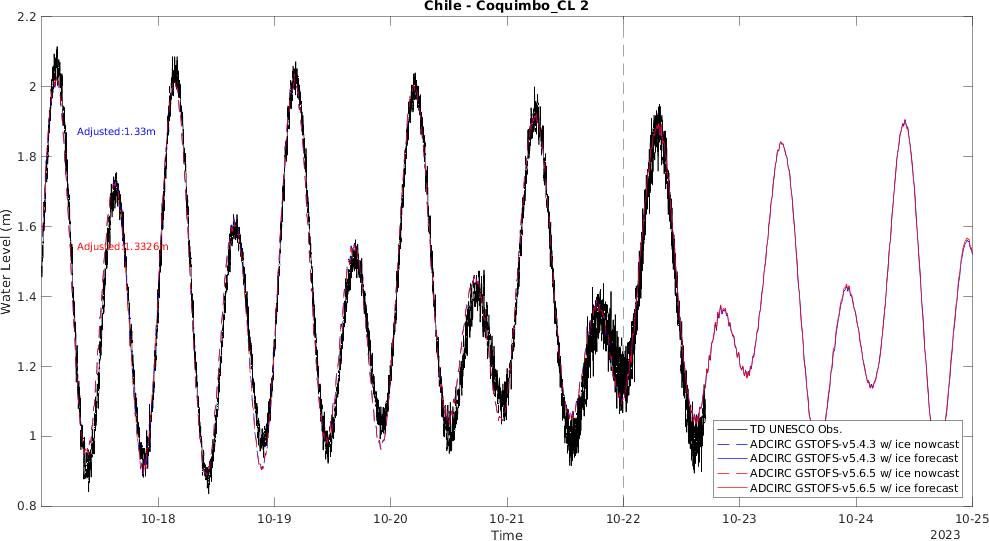 Chile - Coquimbo_CL 2
2.2
2
1.8
1.6
1.4
1.2
1
0.8
Water Level (m)
Adjusted:1.33m
Adjusted:1.3326m
TD UNESCO Obs.
ADCIRC GSTOFS-v5.4.3 w/ ice nowcast
ADCIRC GSTOFS-v5.4.3 w/ ice forecast
ADCIRC GSTOFS-v5.6.5 w/ ice nowcast
ADCIRC GSTOFS-v5.6.5 w/ ice forecast
10-18 10-19 10-20 10-21 10-22 10-23 10-24 10-25
Time
2023